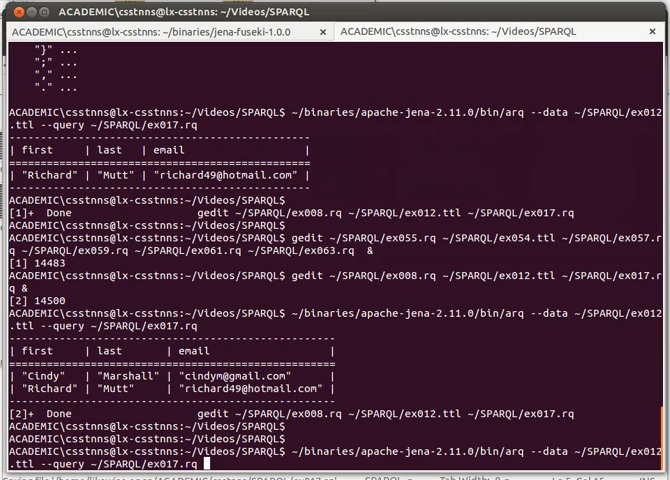 ACADEMIC\csstnns@lx-csstnns: ~/Videos/SPARQL
ACADEMIC\csstnns@lx-csstnns: ~/binaries/jena-fuseki-1.0.0 × ACADEMIC\csstnns@lx-csstnns: ~/Videos/SPARQL ×
"}" ...
";" ...
"," ...
"." ...
ACADEMIC\csstnns@lx-csstnns:~/Videos/SPARQL$ ~/binaries/apache-jena-2.11.0/bin/arq --data ~/SPARQL/ex012
.ttl --query ~/SPARQL/ex017.rq
---------------------------------------------
| first     | last   | email                  |
=============================================
| "Richard" | "Mutt" | "richard49@hotmail.com" |
---------------------------------------------
ACADEMIC\csstnns@lx-csstnns:~/Videos/SPARQL$
[1]+  Done                    gedit ~/SPARQL/ex008.rq ~/SPARQL/ex012.ttl ~/SPARQL/ex017.rq
ACADEMIC\csstnns@lx-csstnns:~/Videos/SPARQL$
ACADEMIC\csstnns@lx-csstnns:~/Videos/SPARQL$ gedit ~/SPARQL/ex055.rq ~/SPARQL/ex054.ttl ~/SPARQL/ex057.r
q ~/SPARQL/ex059.rq ~/SPARQL/ex061.rq ~/SPARQL/ex063.rq  &
[1] 14483
ACADEMIC\csstnns@lx-csstnns:~/Videos/SPARQL$ gedit ~/SPARQL/ex008.rq ~/SPARQL/ex012.ttl ~/SPARQL/ex017.r
q &
[2] 14500
ACADEMIC\csstnns@lx-csstnns:~/Videos/SPARQL$ ~/binaries/apache-jena-2.11.0/bin/arq --data ~/SPARQL/ex012
.ttl --query ~/SPARQL/ex017.rq
-------------------------------------------------
| first     | last       | email                   |
=================================================
| "Cindy"   | "Marshall" | "cindym@gmail.com"      |
| "Richard" | "Mutt"     | "richard49@hotmail.com" |
-------------------------------------------------
[2]+  Done                    gedit ~/SPARQL/ex008.rq ~/SPARQL/ex012.ttl ~/SPARQL/ex017.rq
ACADEMIC\csstnns@lx-csstnns:~/Videos/SPARQL$
ACADEMIC\csstnns@lx-csstnns:~/Videos/SPARQL$
ACADEMIC\csstnns@lx-csstnns:~/Videos/SPARQL$ ~/binaries/apache-jena-2.11.0/bin/arq --data ~/SPARQL/ex012
.ttl --query ~/SPARQL/ex017.rq